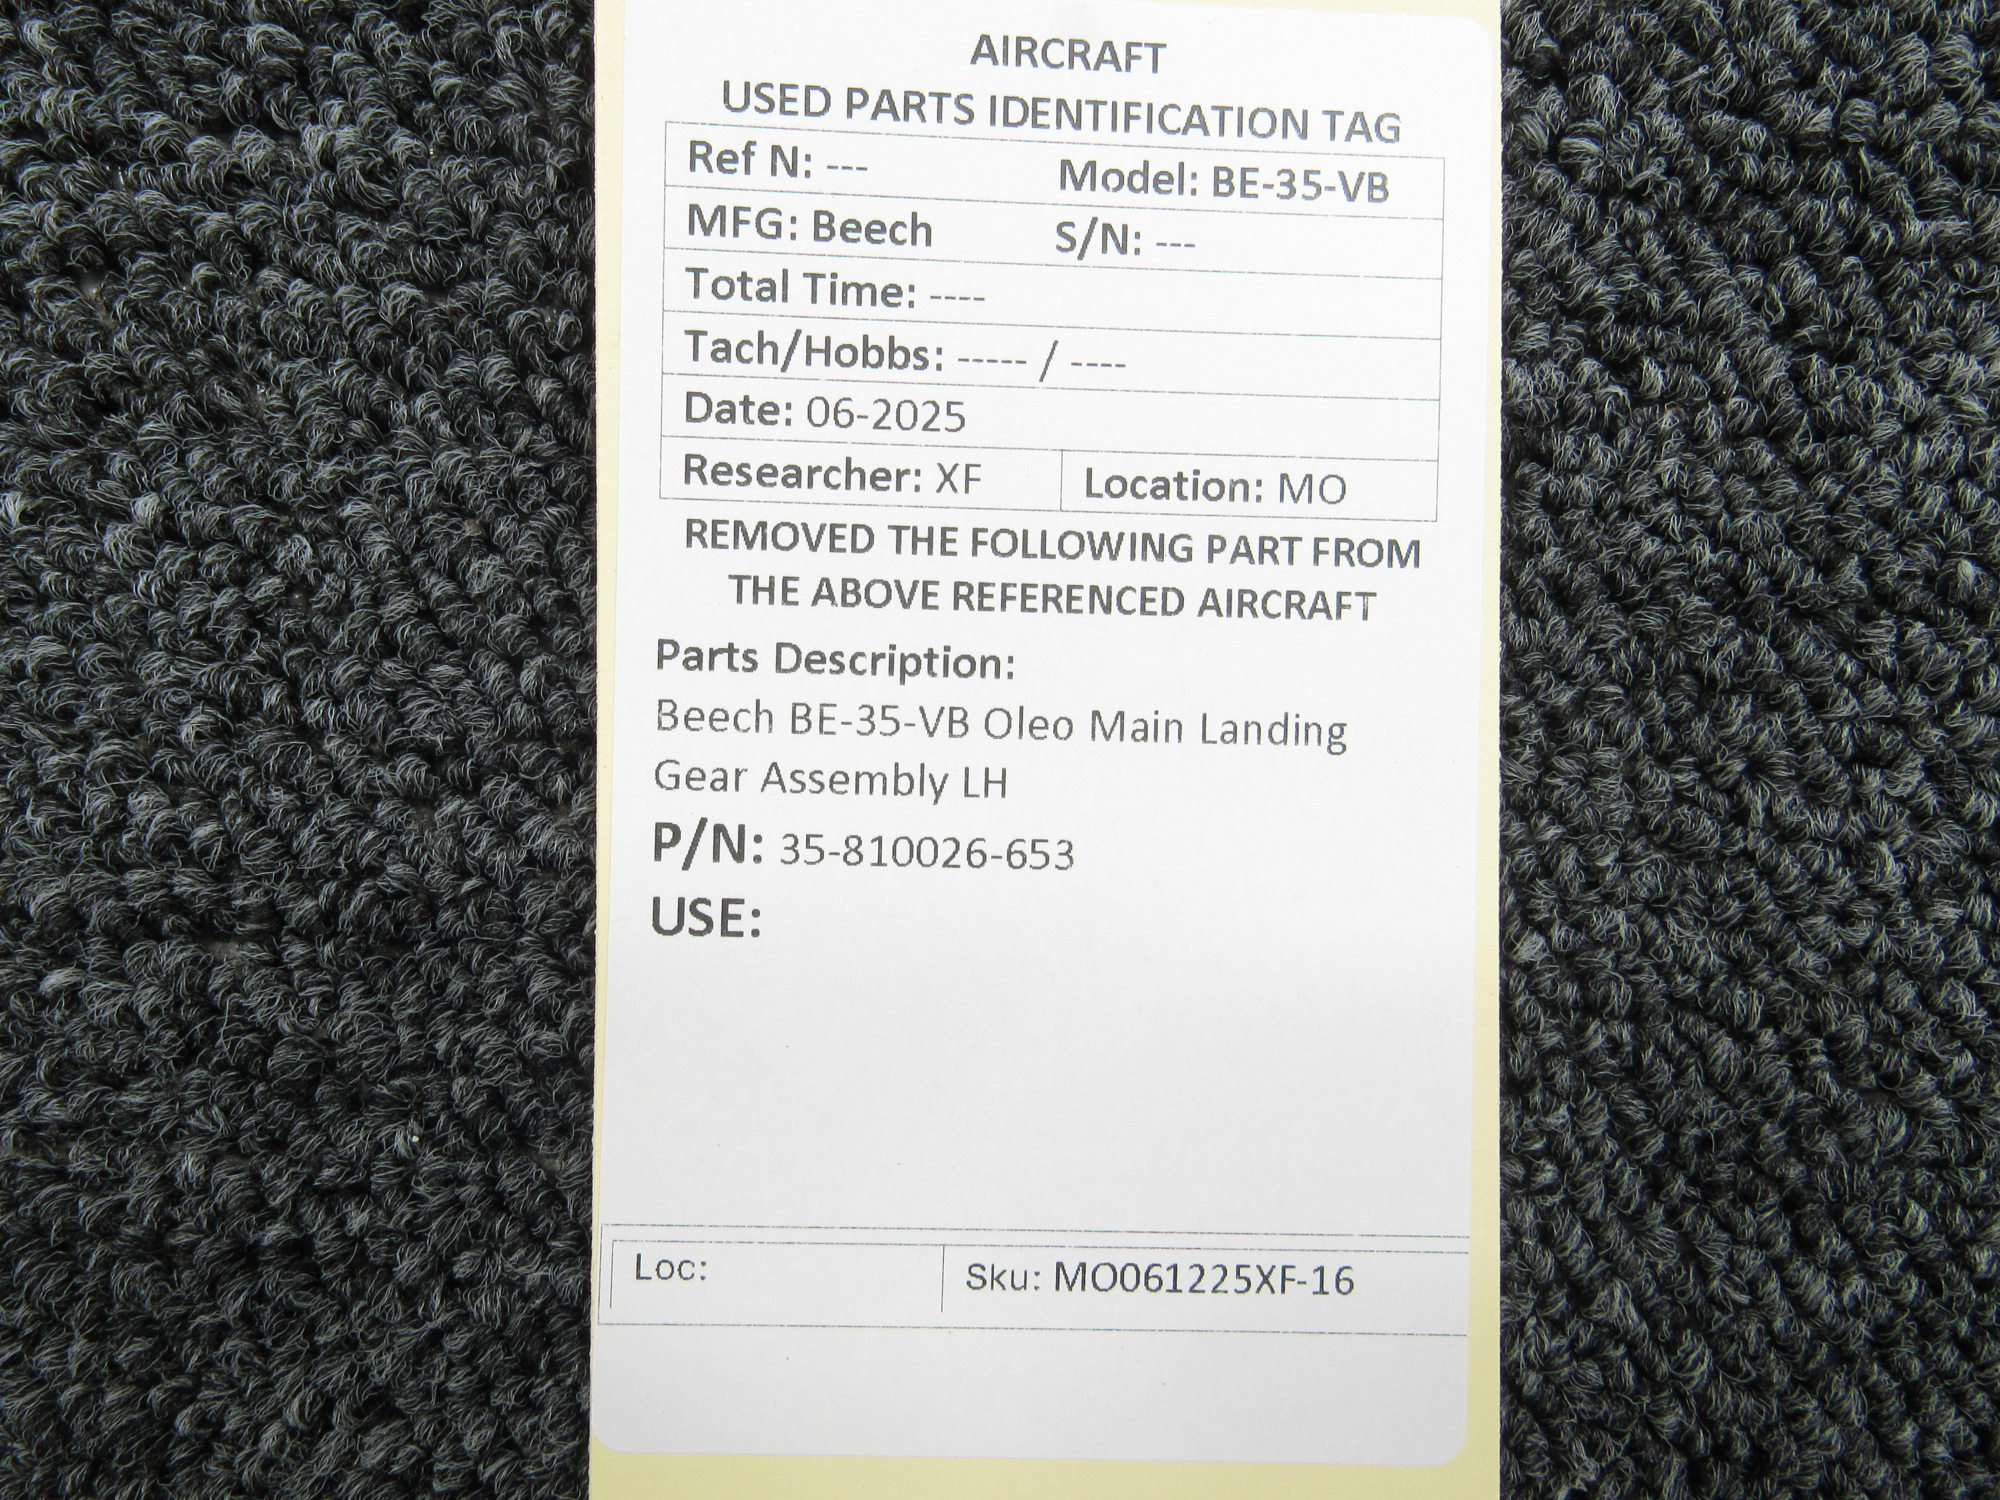 AIRCRAFT
USED PARTS IDENTIFICATION TAG
Ref N: --- Model: BE-35-VB
MFG: Beech S/N: ---
Total Time: ----
Tach/Hobbs: ----- / ----
Date: 06-2025
Researcher: XF Location: MO
REMOVED THE FOLLOWING PART FROM
THE ABOVE REFERENCED AIRCRAFT
Parts Description:
Beech BE-35-VB Oleo Main Landing
Gear Assembly LH
P/N: 35-810026-653
USE:
Loc: Sku: MO061225XF-16